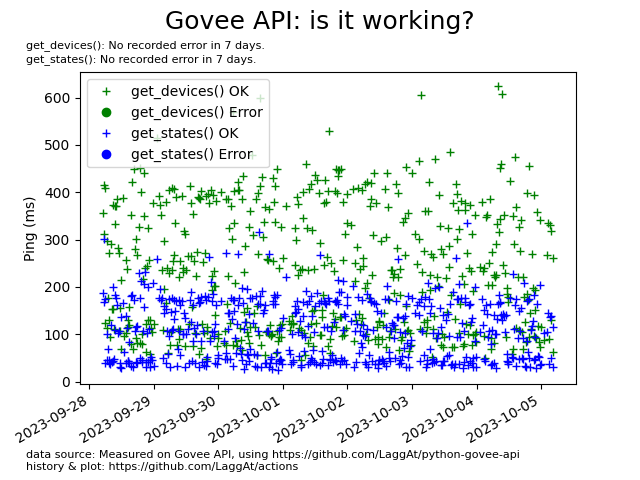 Govee API: is it working?
get_devices(): No recorded error in 7 days.
get_states(): No recorded error in 7 days.
get_devices() OK
get_devices() Error
get_states() OK
get_states() Error
Ping (ms)
600
500
400
300
200
100
0
2023-09-28
2023-09-29
2023-09-30
2023-10-01
2023-10-02
2023-10-03
2023-10-04
2023-10-05
data source: Measured on Govee API, using https://github.com/LaggAt/python-govee-api
history & plot: https://github.com/LaggAt/actions